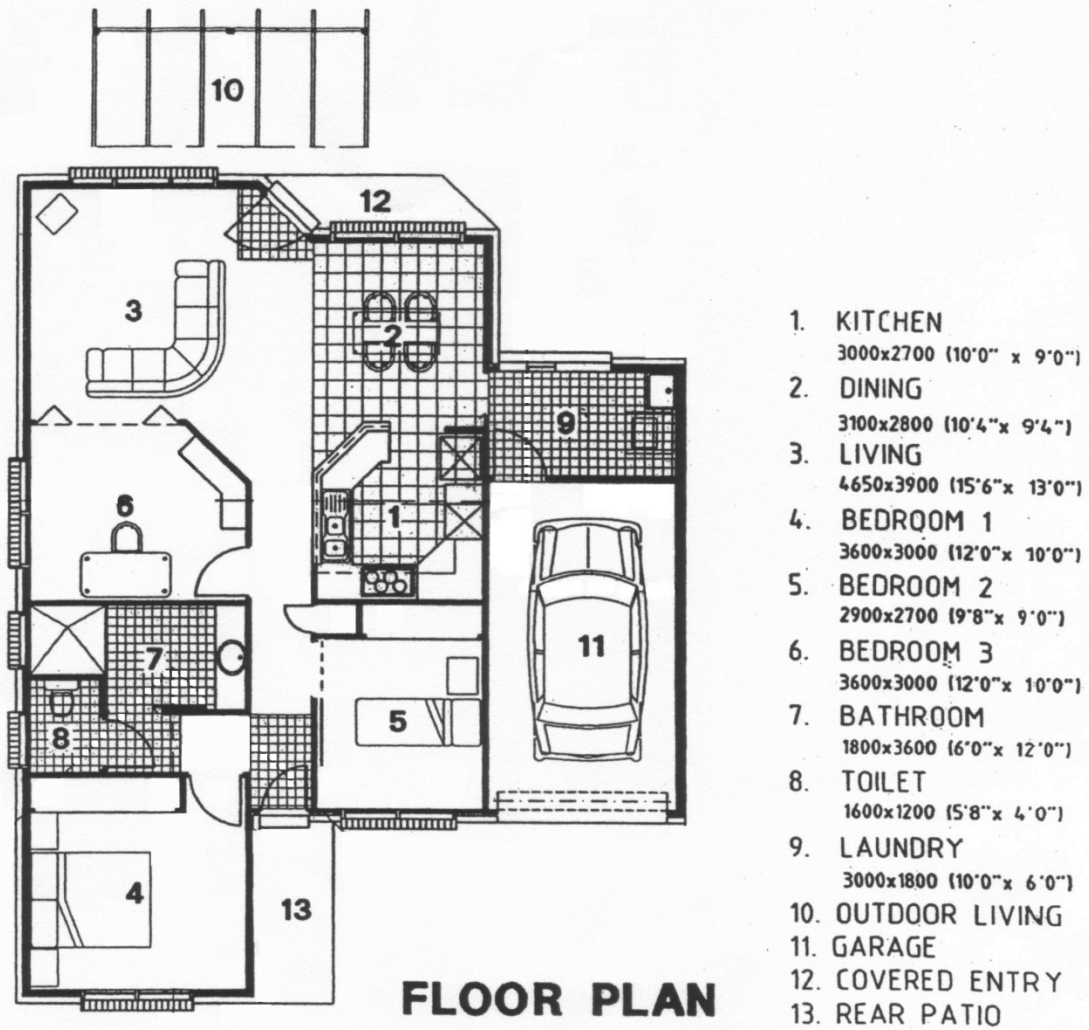 10
12
3
2
9
6
1
11
7
5
8
4
13
FLOOR PLAN
1. KITCHEN
3000x2700 (10'0" x 9'0")
2. DINING
3100x2800 (10'4"x 9'4")
3. LIVING
4650x3900 (15'6"x 13'0")
4. BEDROOM 1
3600x3000 (12'0"x 10'0")
5. BEDROOM 2
2900x2700 (9'8"x 9'0")
6. BEDROOM 3
3600x3000 (12'0"x 10'0")
7. BATHROOM
1800x3600 (6'0"x 12'0")
8. TOILET
1600x1200 (5'8"x 4'0")
9. LAUNDRY
3000x1800 (10'0"x 6'0")
10. OUTDOOR LIVING
11. GARAGE
12. COVERED ENTRY
13. REAR PATIO